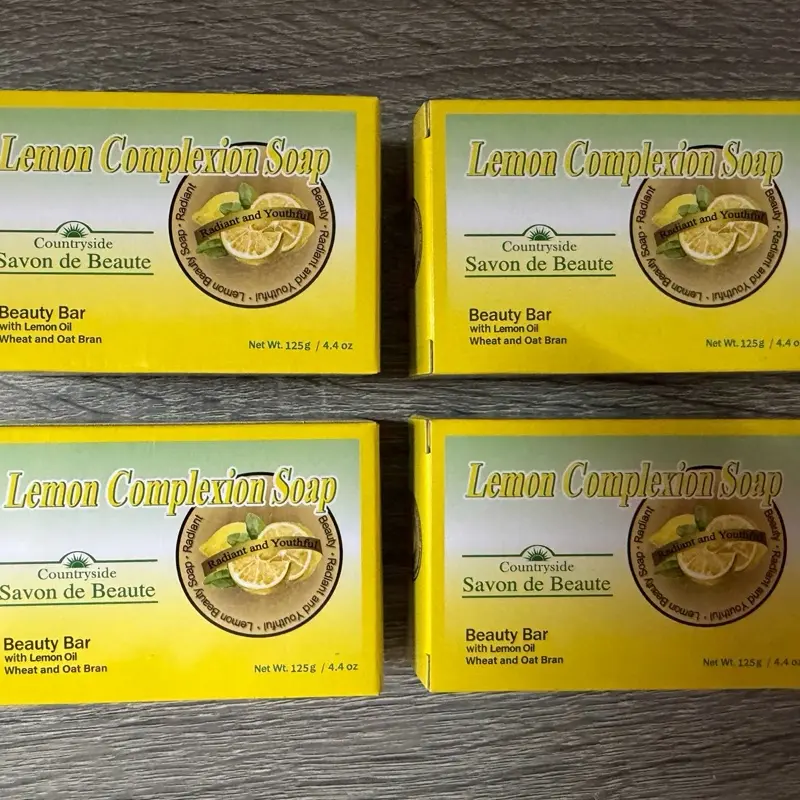 Lemon Complexion Soap
Radiant and Youthful
Lemon Beauty Soap • Radiant Beauty • Radiant and Youthful •
Countryside
Savon de Beaute
Beauty Bar
with Lemon Oil
Wheat and Oat Bran
Net Wt. 125g / 4.4 oz
Lemon Complexion Soap
Radiant and Youthful
Lemon Beauty Soap • Radiant Beauty • Radiant and Youthful •
Countryside
Savon de Beaute
Beauty Bar
with Lemon Oil
Wheat and Oat Bran
Net Wt. 125g / 4.4 o
Lemon Complexion Soap
Radiant and Youthful
Lemon Beauty Soap • Radiant Beauty • Radiant and Youthful •
Countryside
Savon de Beaute
Beauty Bar
with Lemon Oil
Wheat and Oat Bran
Net Wt. 125g / 4.4 oz
Lemon Complexion Soap
Radiant and Youthful
Lemon Beauty Soap • Radiant Beauty • Radiant and Youthful •
Countryside
Savon de Beaute
Beauty Bar
with Lemon Oil
Wheat and Oat Bran
Net Wt. 125g / 4.4 oz